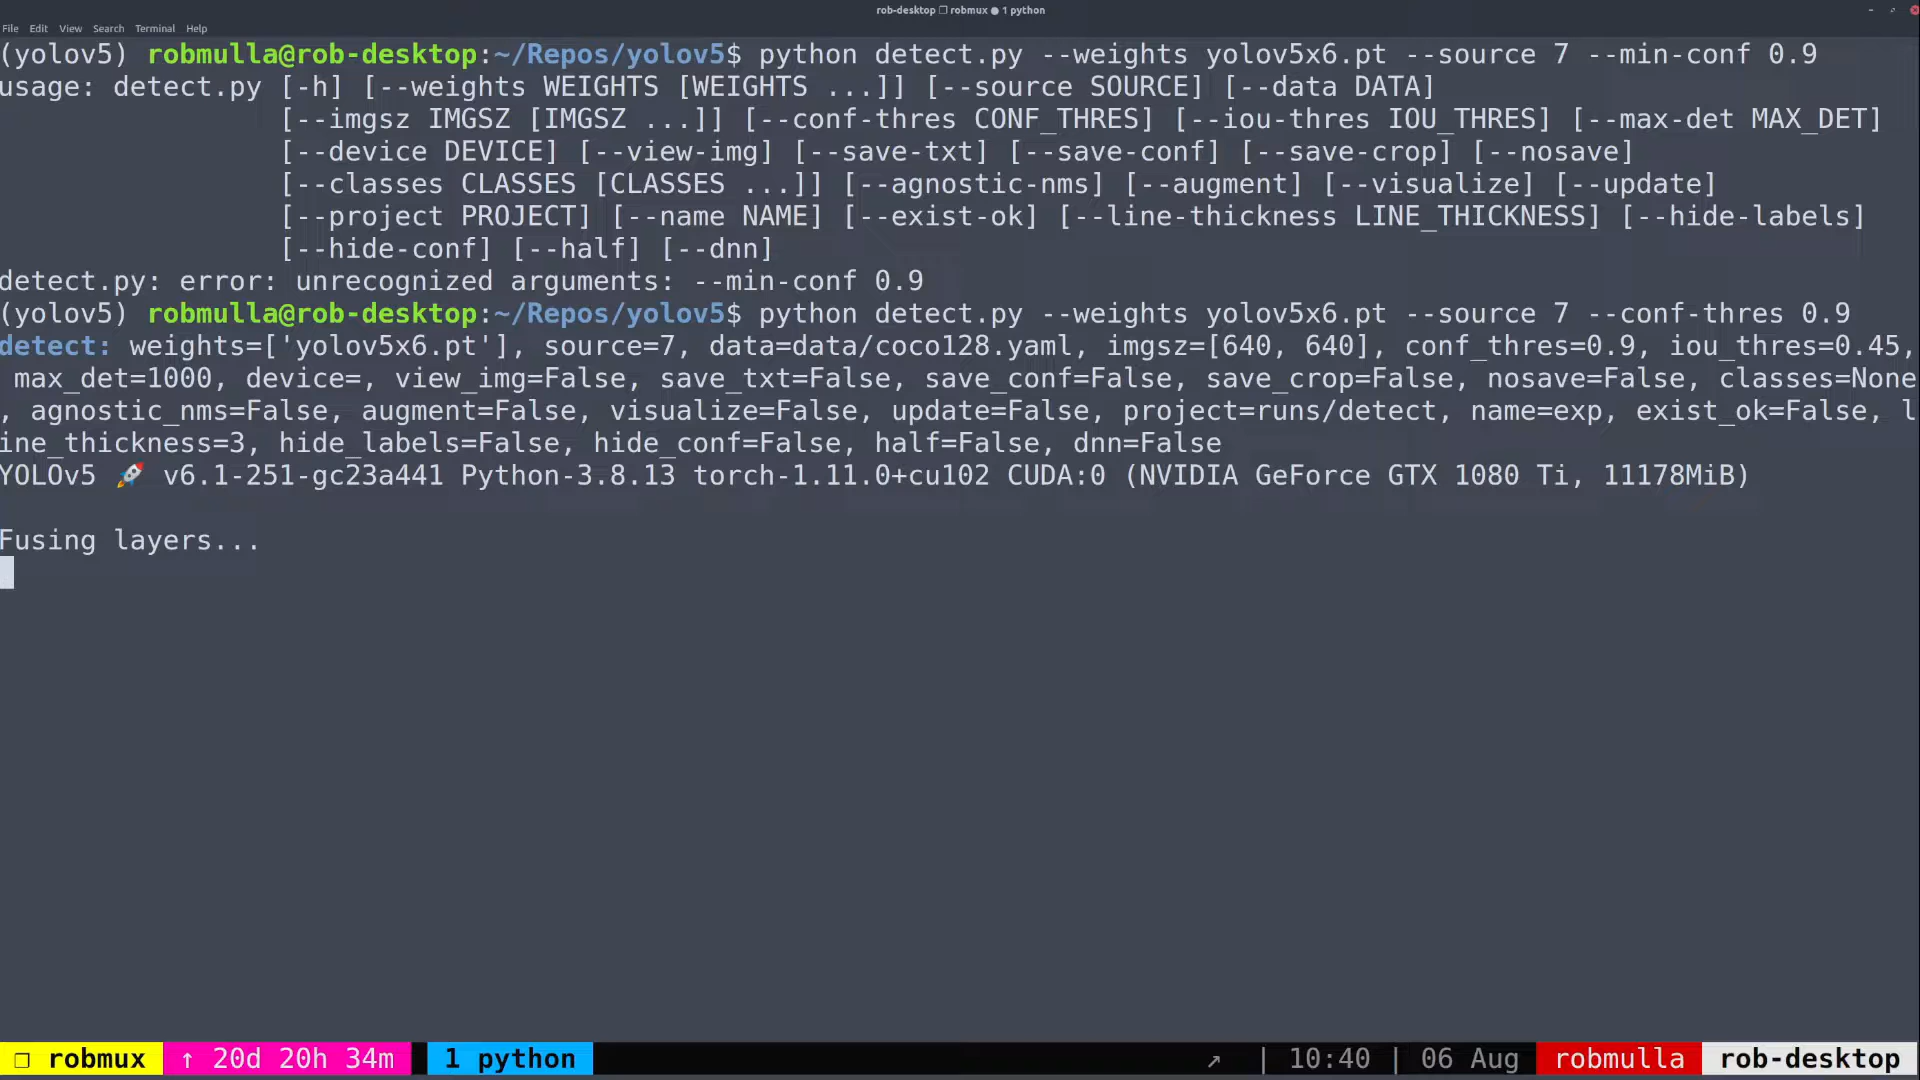 rob-desktop ❐ robmux ● 1 python
File Edit View Search Terminal Help
(yolov5) robmulla@rob-desktop:~/Repos/yolov5$ python detect.py --weights yolov5x6.pt --source 7 --min-conf 0.9
usage: detect.py [-h] [--weights WEIGHTS [WEIGHTS ...]] [--source SOURCE] [--data DATA]
[--imgsz IMGSZ [IMGSZ ...]] [--conf-thres CONF_THRES] [--iou-thres IOU_THRES] [--max-det MAX_DET]
[--device DEVICE] [--view-img] [--save-txt] [--save-conf] [--save-crop] [--nosave]
[--classes CLASSES [CLASSES ...]] [--agnostic-nms] [--augment] [--visualize] [--update]
[--project PROJECT] [--name NAME] [--exist-ok] [--line-thickness LINE_THICKNESS] [--hide-labels]
[--hide-conf] [--half] [--dnn]
detect.py: error: unrecognized arguments: --min-conf 0.9
(yolov5) robmulla@rob-desktop:~/Repos/yolov5$ python detect.py --weights yolov5x6.pt --source 7 --conf-thres 0.9
detect: weights=['yolov5x6.pt'], source=7, data=data/coco128.yaml, imgsz=[640, 640], conf_thres=0.9, iou_thres=0.45,
max_det=1000, device=, view_img=False, save_txt=False, save_conf=False, save_crop=False, nosave=False, classes=None
, agnostic_nms=False, augment=False, visualize=False, update=False, project=runs/detect, name=exp, exist_ok=False, l
ine_thickness=3, hide_labels=False, hide_conf=False, half=False, dnn=False
YOLOv5 🚀 v6.1-251-gc23a441 Python-3.8.13 torch-1.11.0+cu102 CUDA:0 (NVIDIA GeForce GTX 1080 Ti, 11178MiB)
Fusing layers...
❐ robmux ↑ 20d 20h 34m 1 python ↗ | 10:40 | 06 Aug robmulla rob-desktop